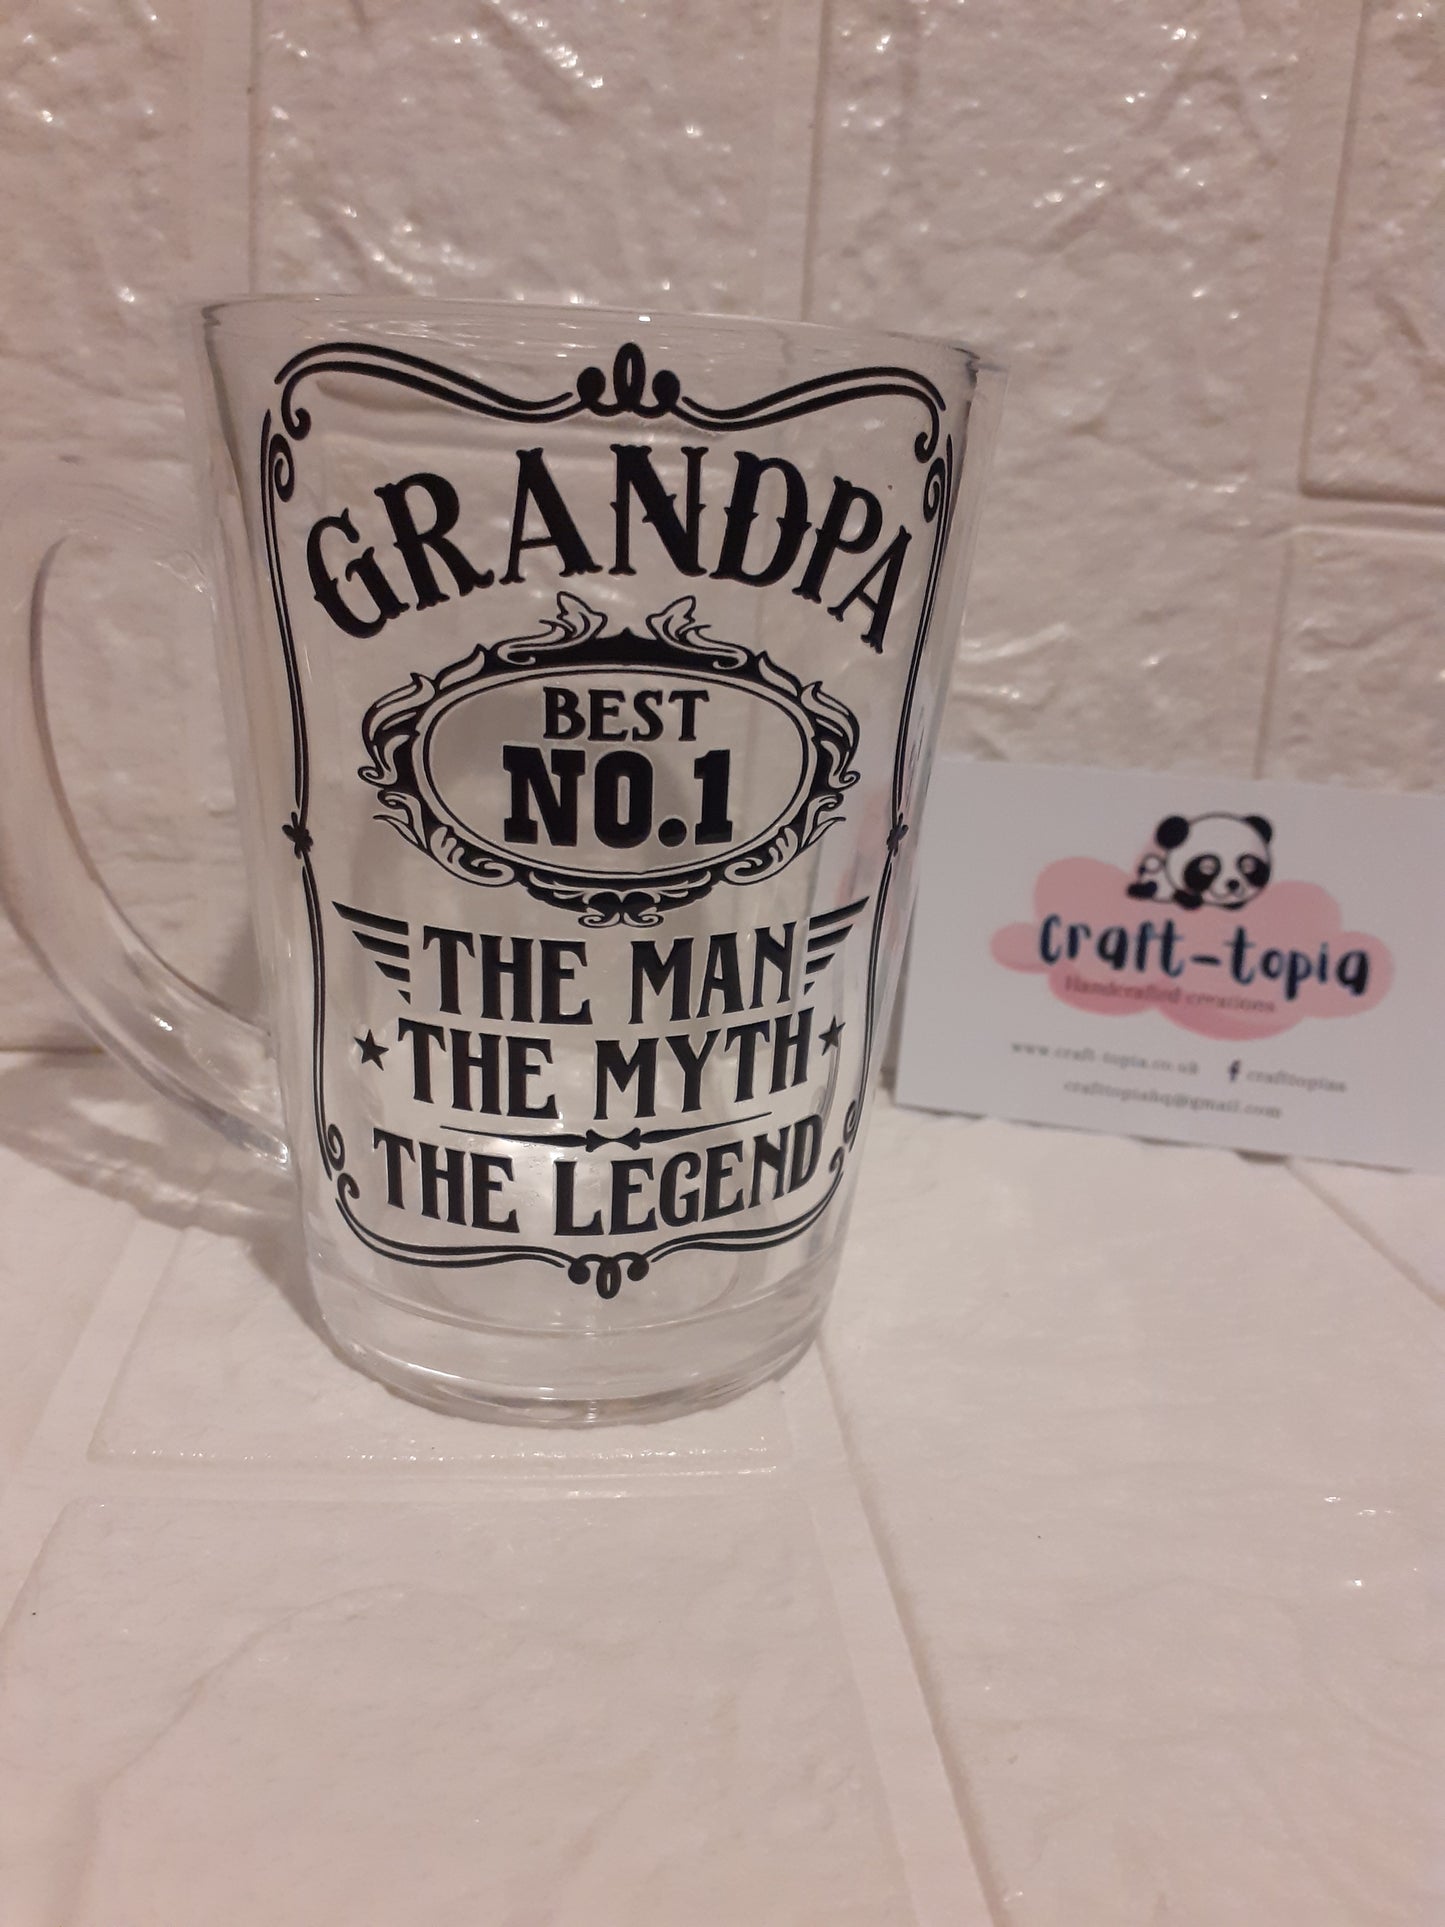 GRANDPA
BEST
NO.1
THE MAN
THE MYTH
THE LEGEND
Craft-topia
Handcrafted creations
www.craft-topia.co.uk
crafttopias
crafttopiahq@gmail.com